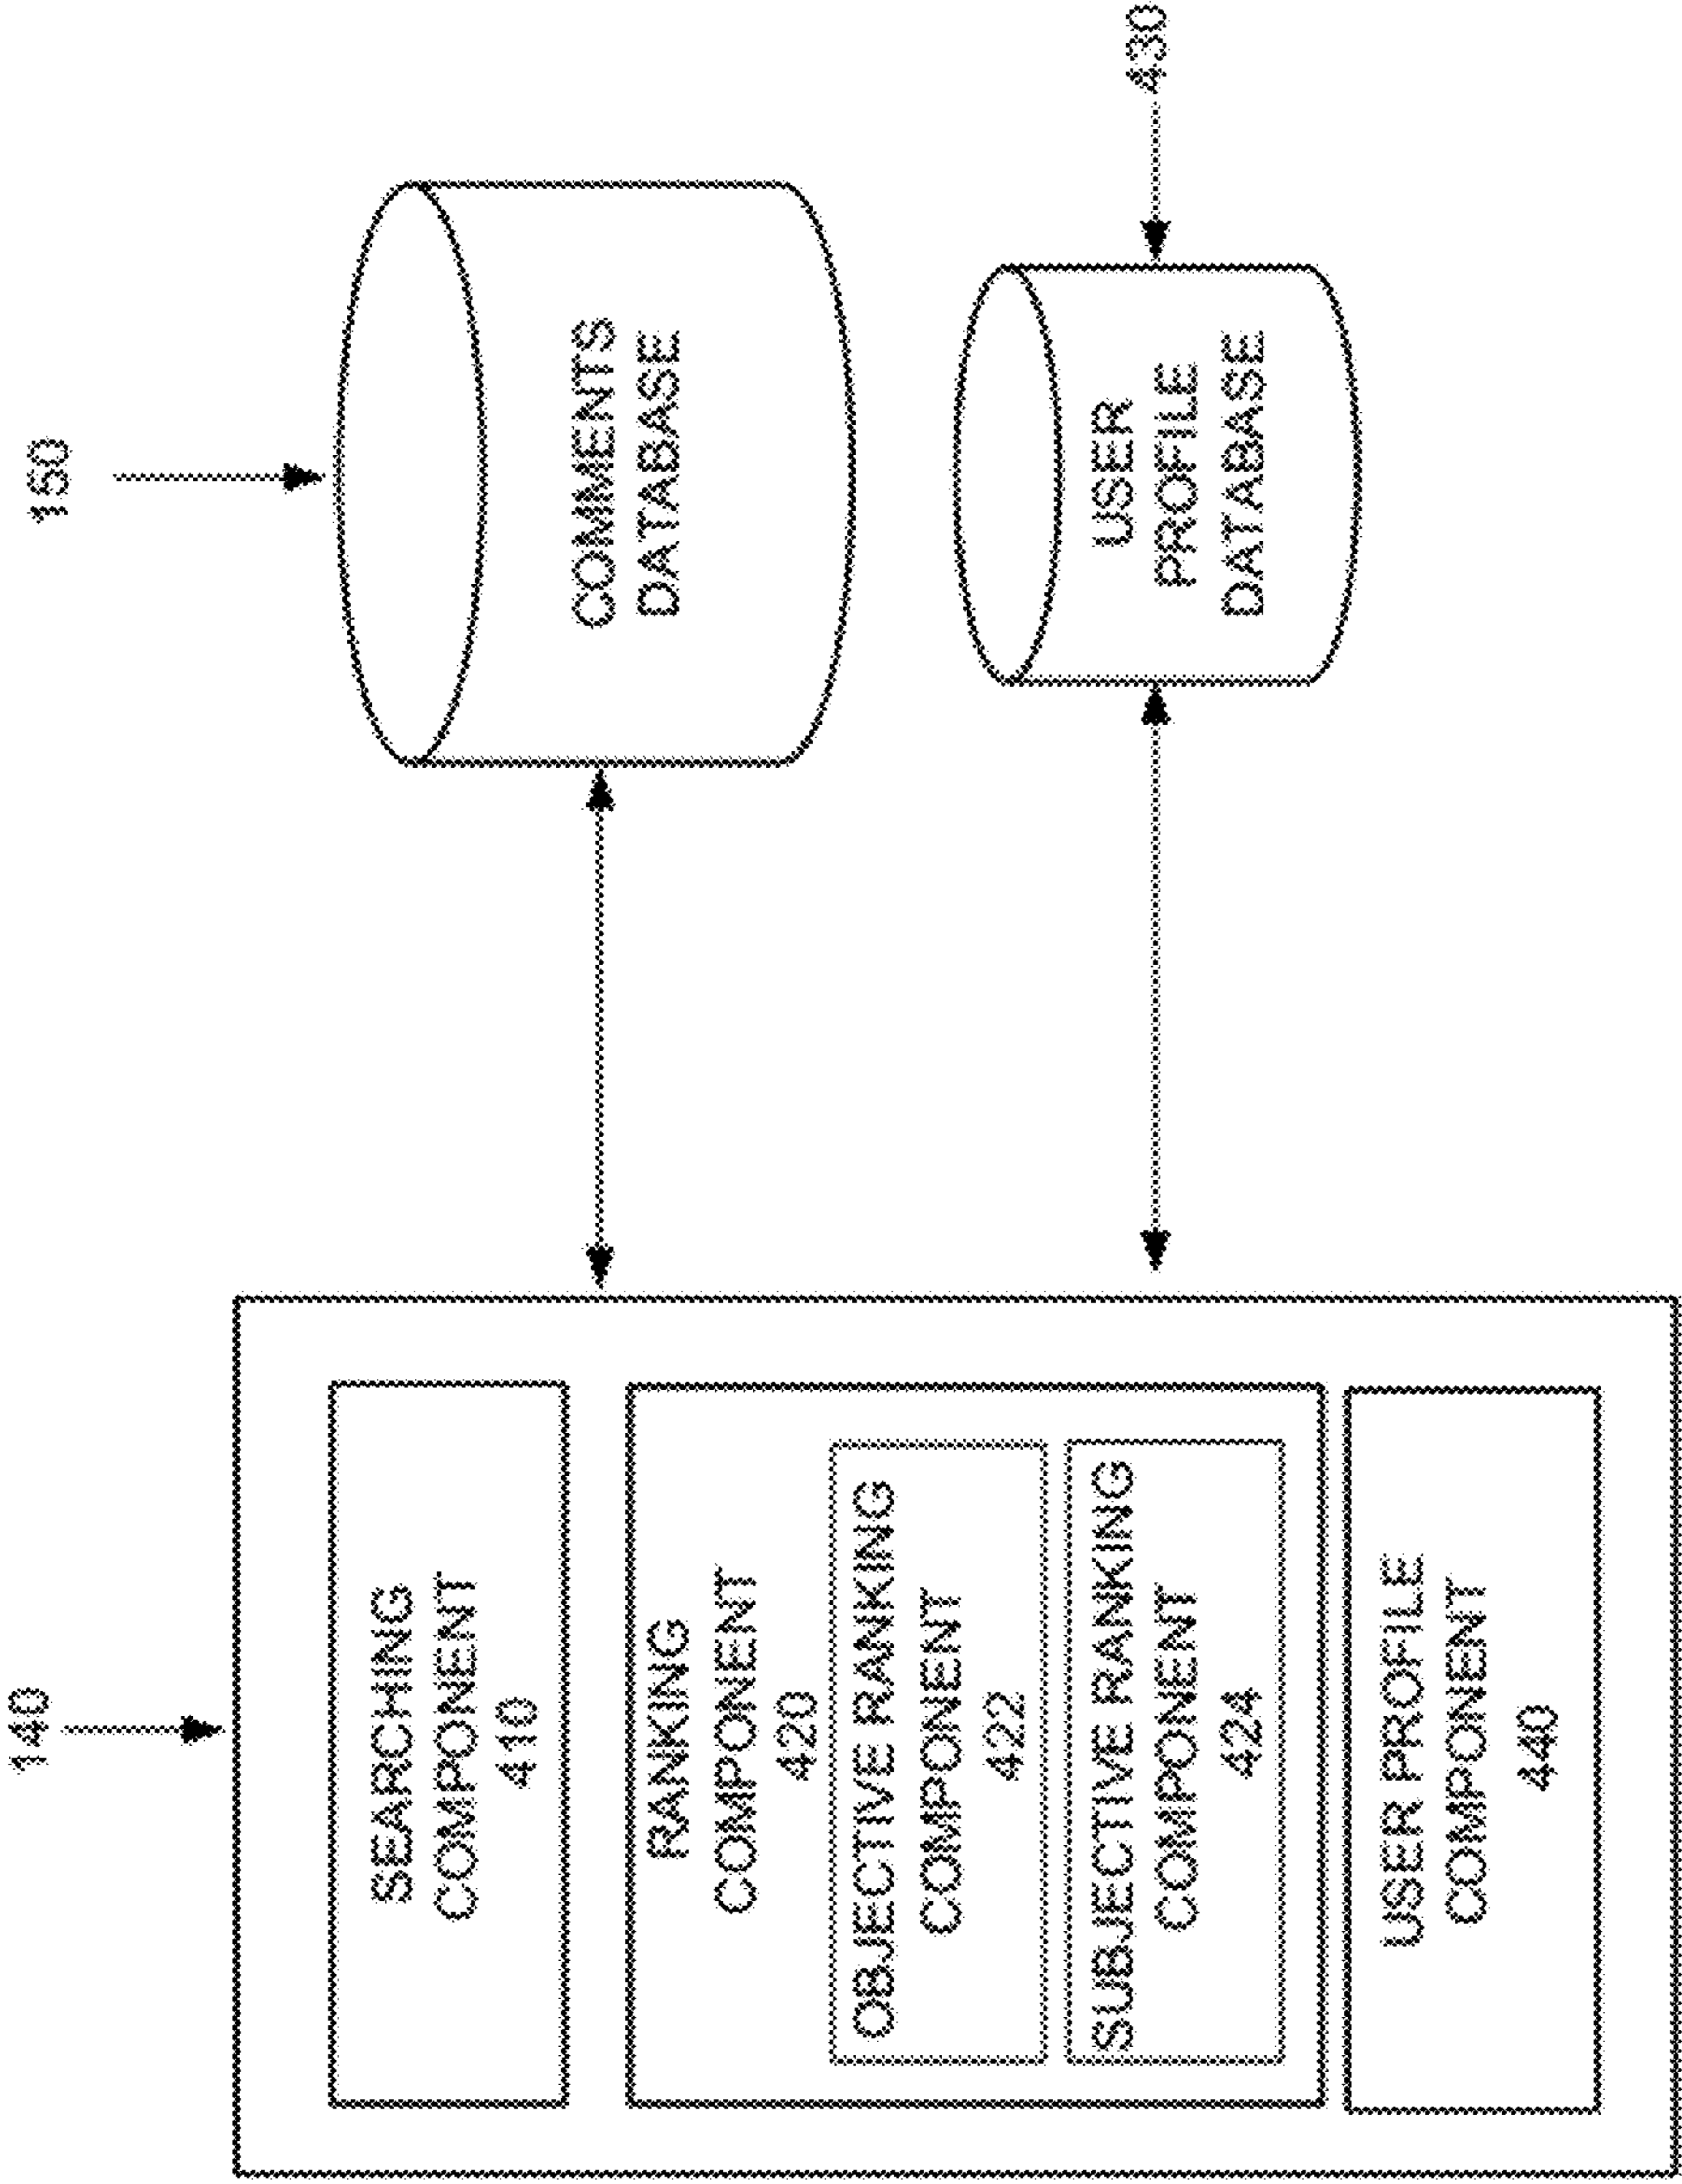 140
SEARCHING
COMPONENT
410
RANKING
COMPONENT
420
OBJECTIVE RANKING
COMPONENT
422
SUBJECTIVE RANKING
COMPONENT
424
USER PROFILE
COMPONENT
440
150
COMMENTS
DATABASE
USER
PROFILE
DATABASE
430